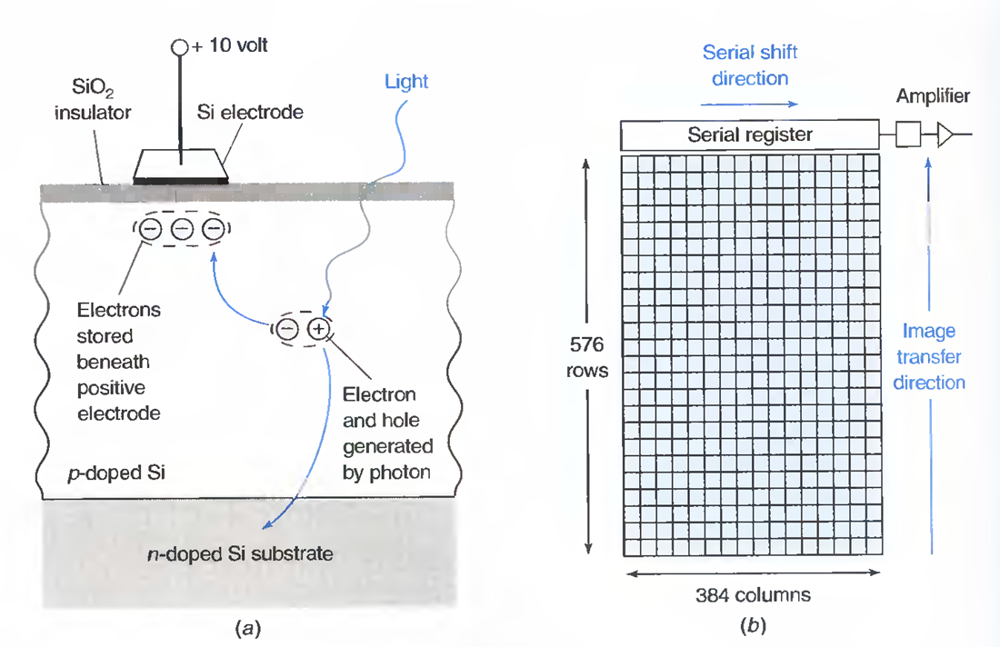 + 10 volt
SiO2
insulator
Si electrode
Light
− − −
− +
Electrons
stored
beneath
positive
electrode
Electron
and hole
generated
by photon
p-doped Si
n-doped Si substrate
(a)
Serial shift
direction
Amplifier
Serial register
576
rows
Image
transfer
direction
384 columns
(b)